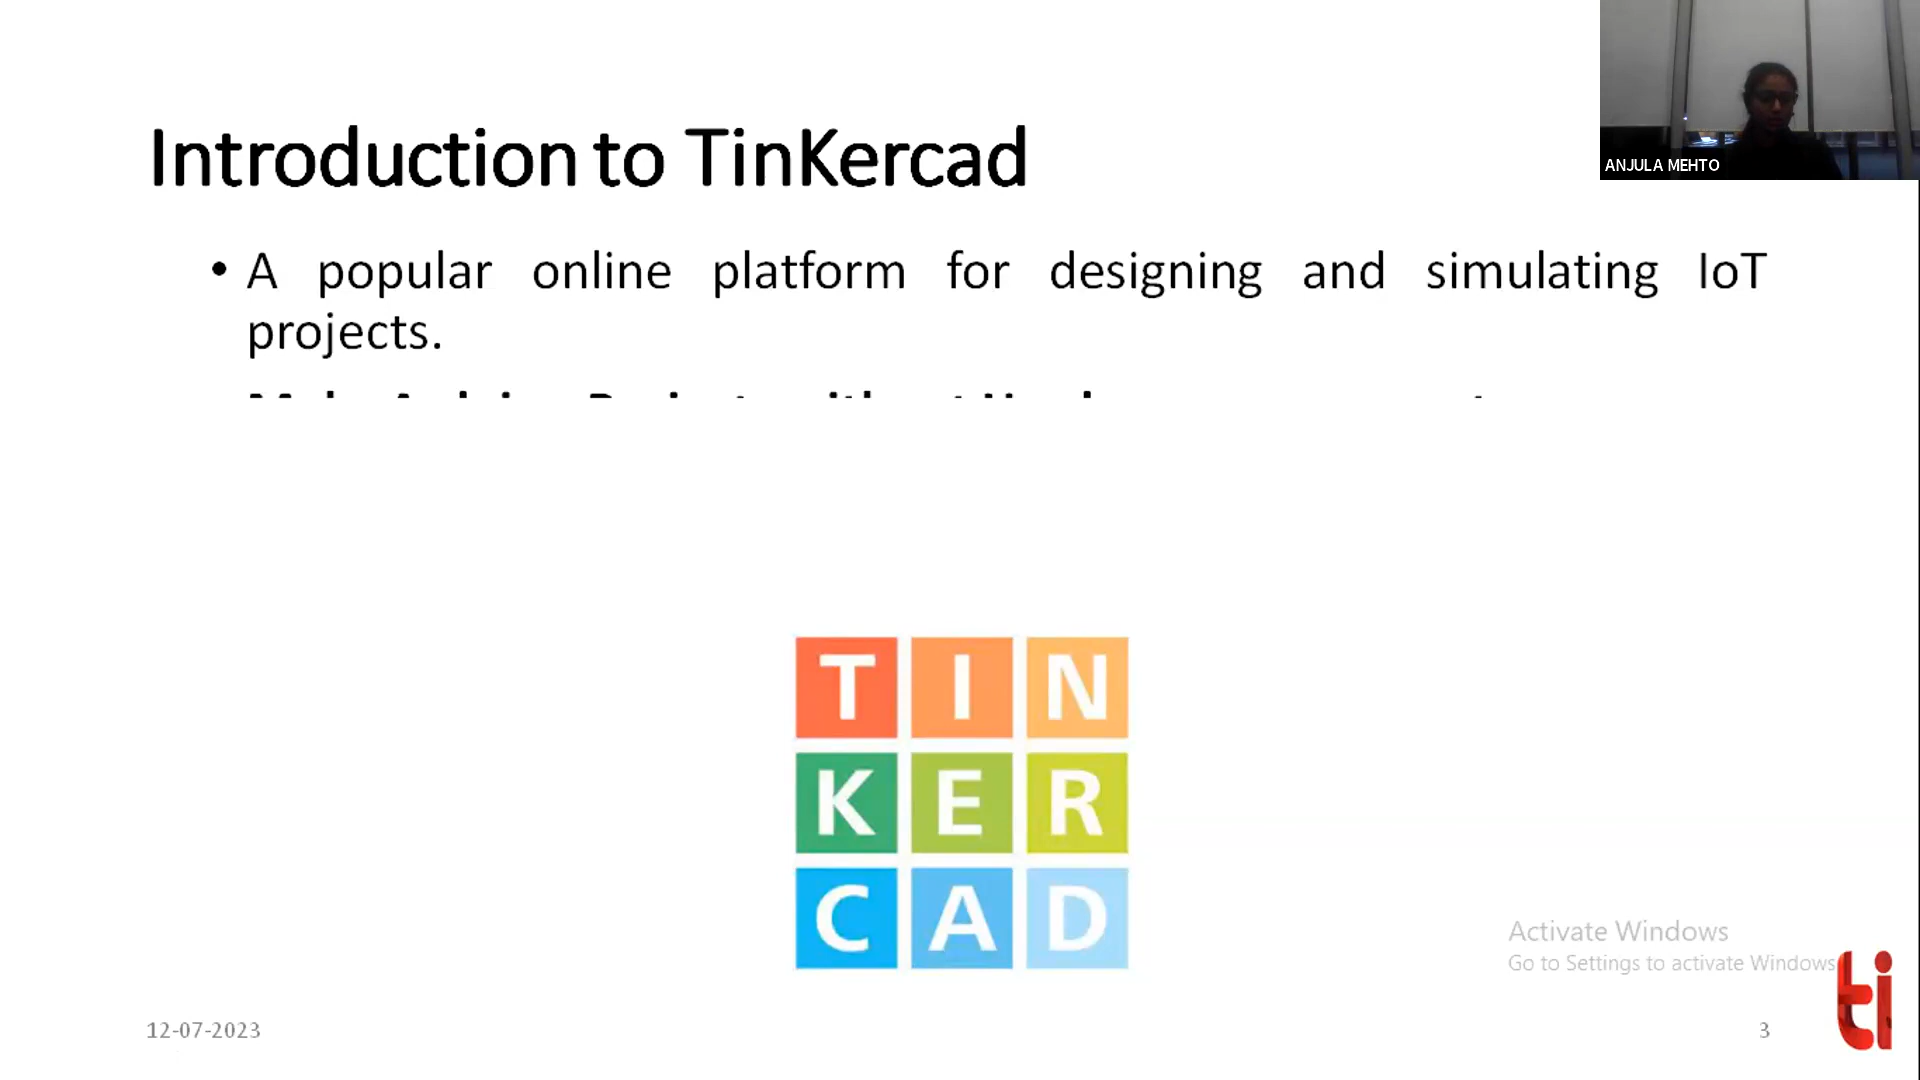 ANJULA MEHTO
Introduction to TinKercad
• A popular online platform for designing and simulating IoT
projects.
T I N
K E R
C A D
Activate Windows
Go to Settings to activate Windows
ti
12-07-2023
3